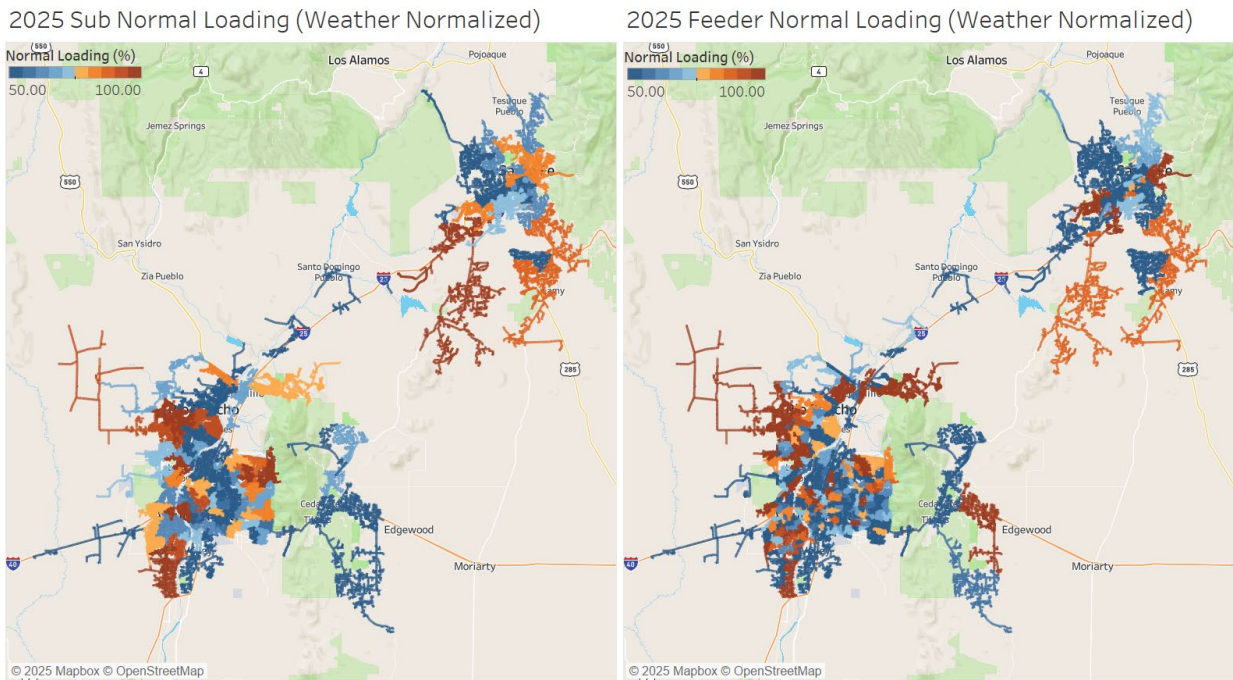 2025 Sub Normal Loading (Weather Normalized)
550
Normal Loading (%)
50.00 100.00
4
Los Alamos
Pojoaque
Tesuque
Pueblo
Jemez Springs
550
San Ysidro
Zia Pueblo
Santo Domingo
Pueblo
25
25
285
Edgewood
Moriarty
40
© 2025 Mapbox © OpenStreetMap
2025 Feeder Normal Loading (Weather Normalized)
550
Normal Loading (%)
50.00 100.00
4
Los Alamos
Pojoaque
Tesuque
Pueblo
Jemez Springs
550
San Ysidro
Zia Pueblo
Santo Domingo
Pueblo
25
285
Edgewood
Moriarty
40
© 2025 Mapbox © OpenStreetMap